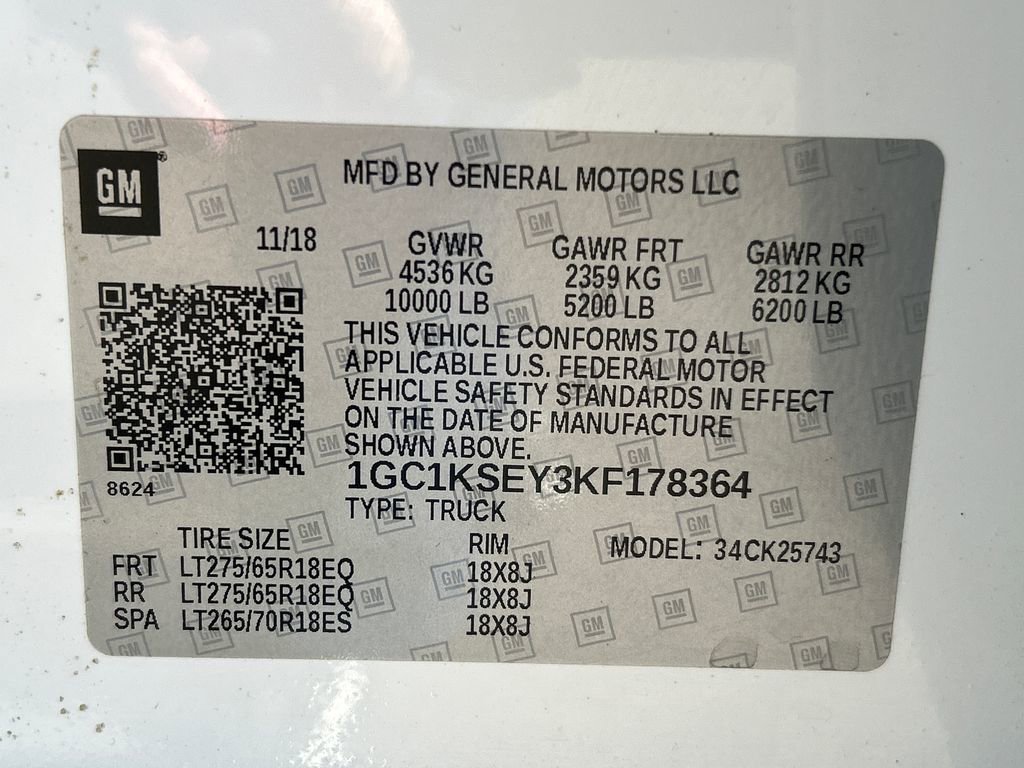 GM
MFD BY GENERAL MOTORS LLC
11/18 GVWR GAWR FRT GAWR RR
4536 KG 2359 KG 2812 KG
10000 LB 5200 LB 6200 LB
THIS VEHICLE CONFORMS TO ALL
APPLICABLE U.S. FEDERAL MOTOR
VEHICLE SAFETY STANDARDS IN EFFECT
ON THE DATE OF MANUFACTURE
SHOWN ABOVE.
1GC1KSEY3KF178364
8624
TYPE: TRUCK
TIRE SIZE RIM MODEL: 34CK25743
FRT LT275/65R18EQ 18X8J
RR LT275/65R18EQ 18X8J
SPA LT265/70R18ES 18X8J